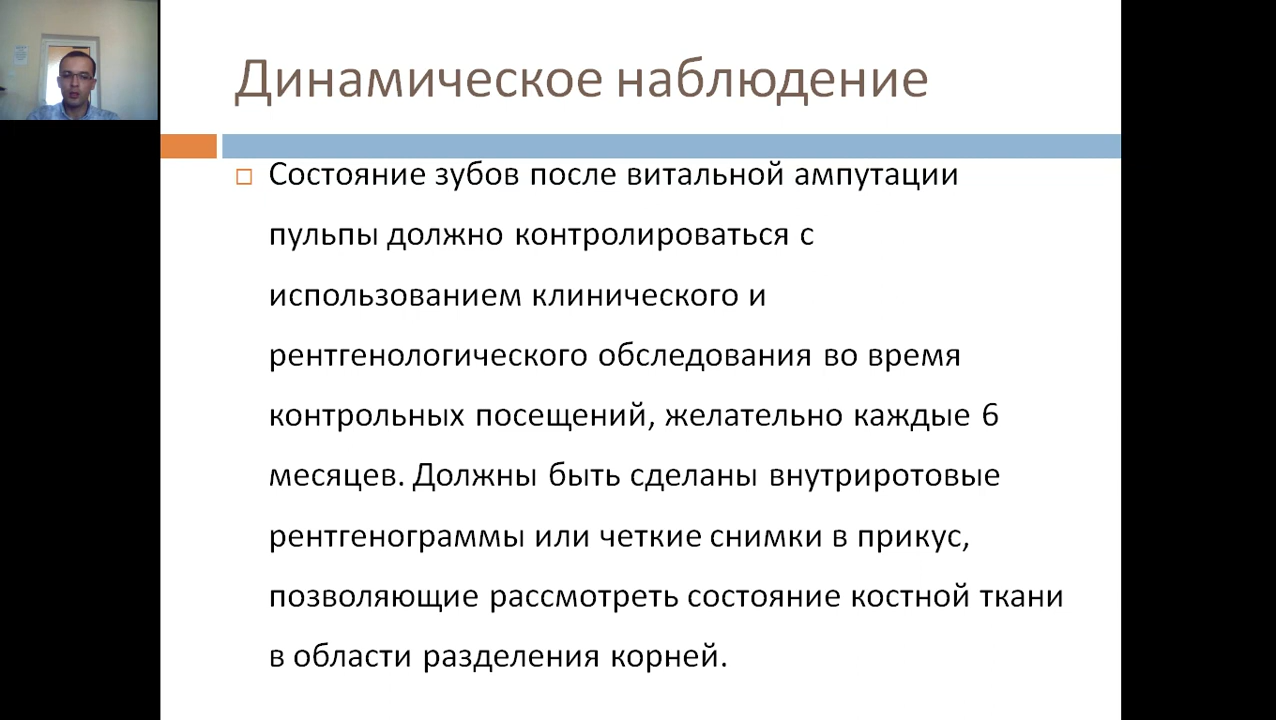 Динамическое наблюдение
Состояние зубов после витальной ампутации
пульпы должно контролироваться с
использованием клинического и
рентгенологического обследования во время
контрольных посещений, желательно каждые 6
месяцев. Должны быть сделаны внутриротовые
рентгенограммы или четкие снимки в прикус,
позволяющие рассмотреть состояние костной ткани
в области разделения корней.